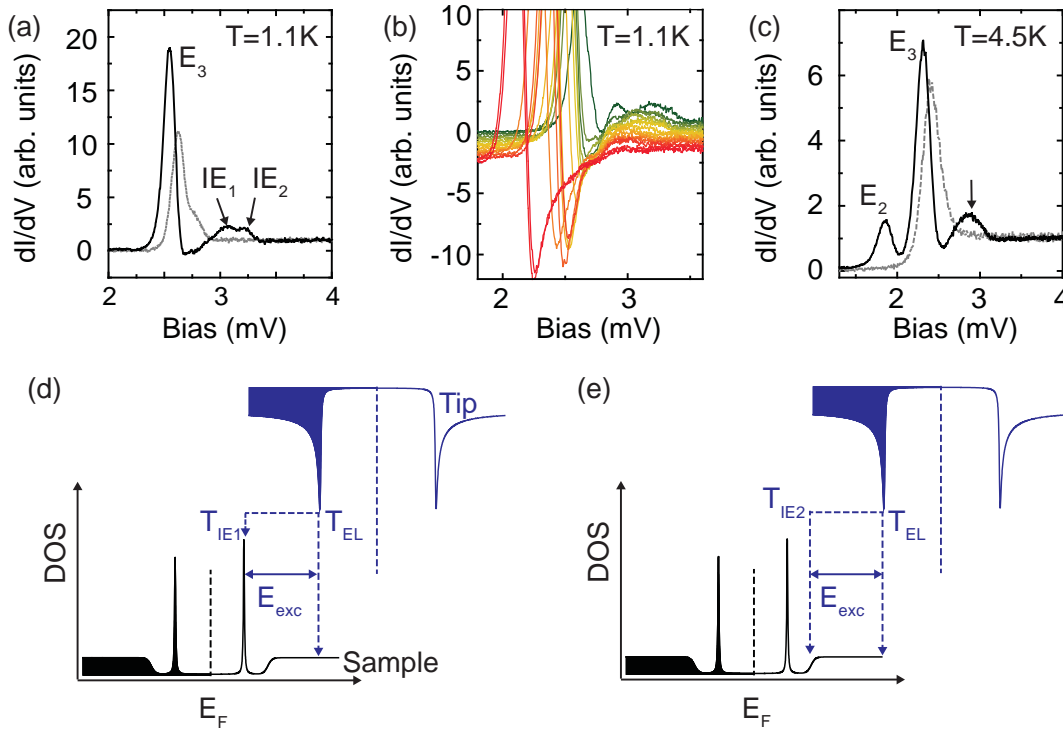 (a)
T=1.1K
E3
IE1 IE2
20
15
10
5
0
dI/dV (arb. units)
2 3 4
Bias (mV)
(b)
T=1.1K
10
5
0
-5
-10
dI/dV (arb. units)
2 3
Bias (mV)
(c)
T=4.5K
E3
E2
6
4
2
0
dI/dV (arb. units)
2 3 4
Bias (mV)
(d)
Tip
TIE1
TEL
Eexc
DOS
Sample
EF
(e)
TIE2
TEL
Eexc
DOS
EF